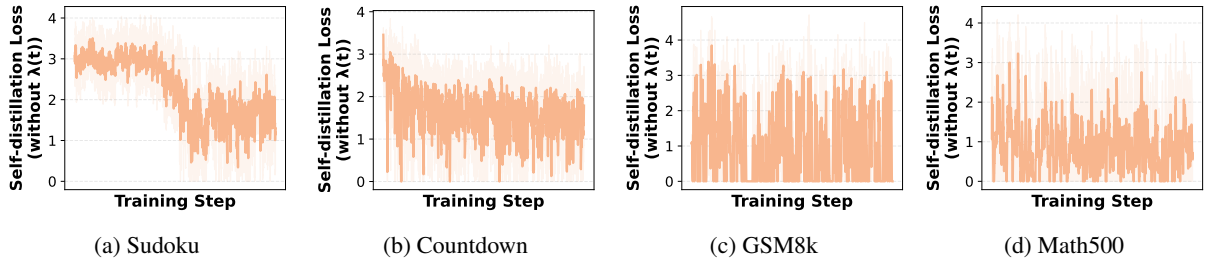 Self-distillation Loss
(without λ(t))
4
3
2
1
0
Training Step
(a) Sudoku
Self-distillation Loss
(without λ(t))
4
3
2
1
0
Training Step
(b) Countdown
Self-distillation Loss
(without λ(t))
4
3
2
1
0
Training Step
(c) GSM8k
Self-distillation Loss
(without λ(t))
4
3
2
1
0
Training Step
(d) Math500